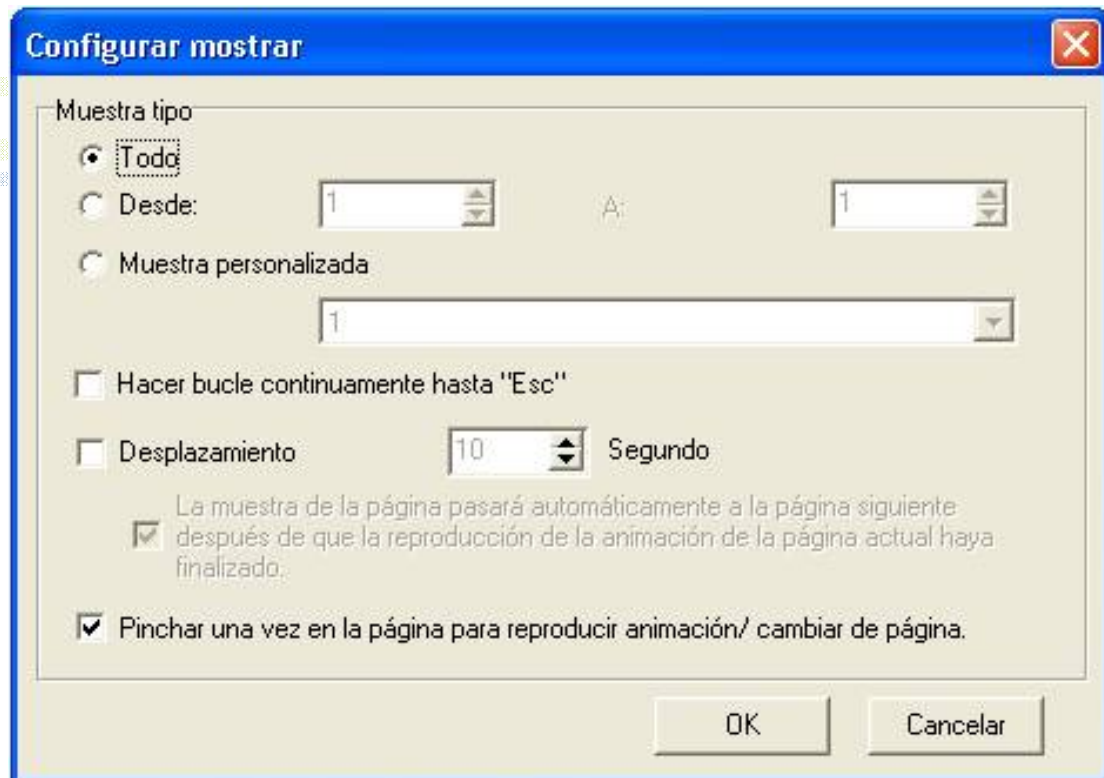 Configurar mostrar
Muestra tipo
Todo
Desde: 1 A: 1
Muestra personalizada
1
Hacer bucle continuamente hasta "Esc"
Desplazamiento 10 Segundo
La muestra de la página pasará automáticamente a la página siguiente
después de que la reproducción de la animación de la página actual haya
finalizado.
Pinchar una vez en la página para reproducir animación/ cambiar de página.
OK Cancelar